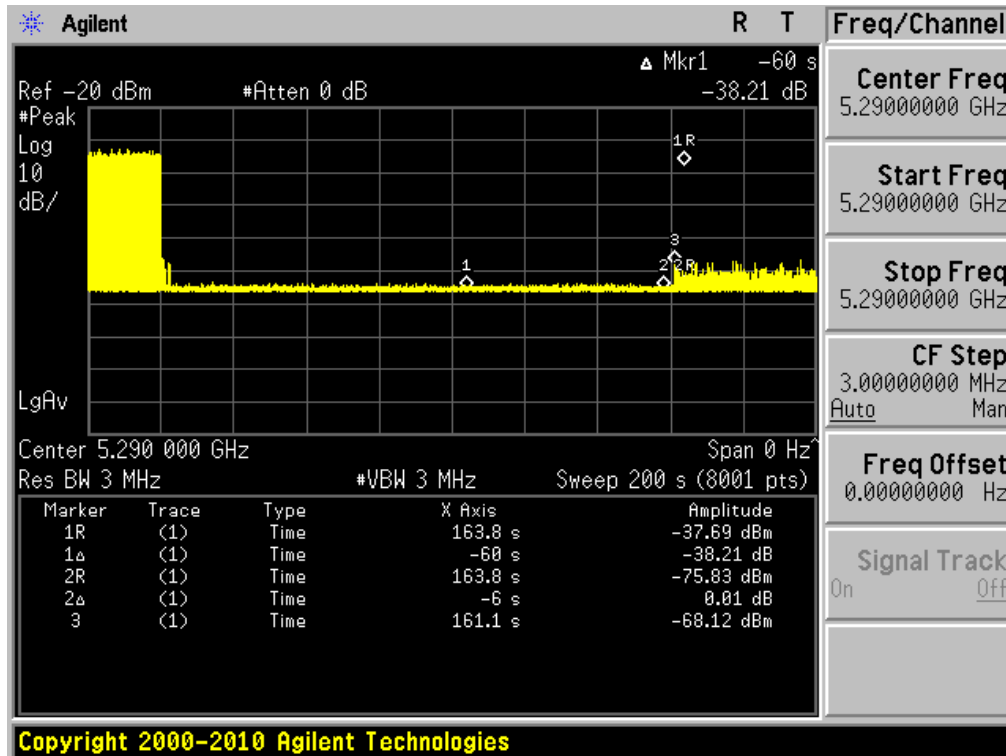 Agilent R T
Δ Mkr1 -60 s
Ref -20 dBm #Atten 0 dB -38.21 dB
#Peak
Log
10
dB/
1R
3
1
2 2R
LgAv
Center 5.290 000 GHz Span 0 Hz^
Res BW 3 MHz #VBW 3 MHz Sweep 200 s (8001 pts)
Marker Trace Type X Axis Amplitude
1R (1) Time 163.8 s -37.69 dBm
1Δ (1) Time -60 s -38.21 dB
2R (1) Time 163.8 s -75.83 dBm
2Δ (1) Time -6 s 0.01 dB
3 (1) Time 161.1 s -68.12 dBm
Copyright 2000-2010 Agilent Technologies
Freq/Channel
Center Freq
5.29000000 GHz
Start Freq
5.29000000 GHz
Stop Freq
5.29000000 GHz
CF Step
3.00000000 MHz
Auto Man
Freq Offset
0.00000000 Hz
Signal Track
On Off